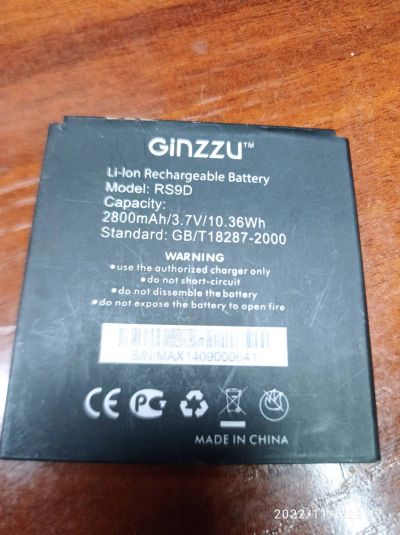 GiNZZU™
Li-Ion Rechargeable Battery
Model: RS9D
Capacity:
2800mAh/3.7V/10.36Wh
Standard: GB/T18287-2000
WARNING
• use the authorized charger only
• do not short-circuit
• do not dissemble the battery
• do not expose the battery to open fire
S/N:MAX1409000641
CE
MADE IN CHINA